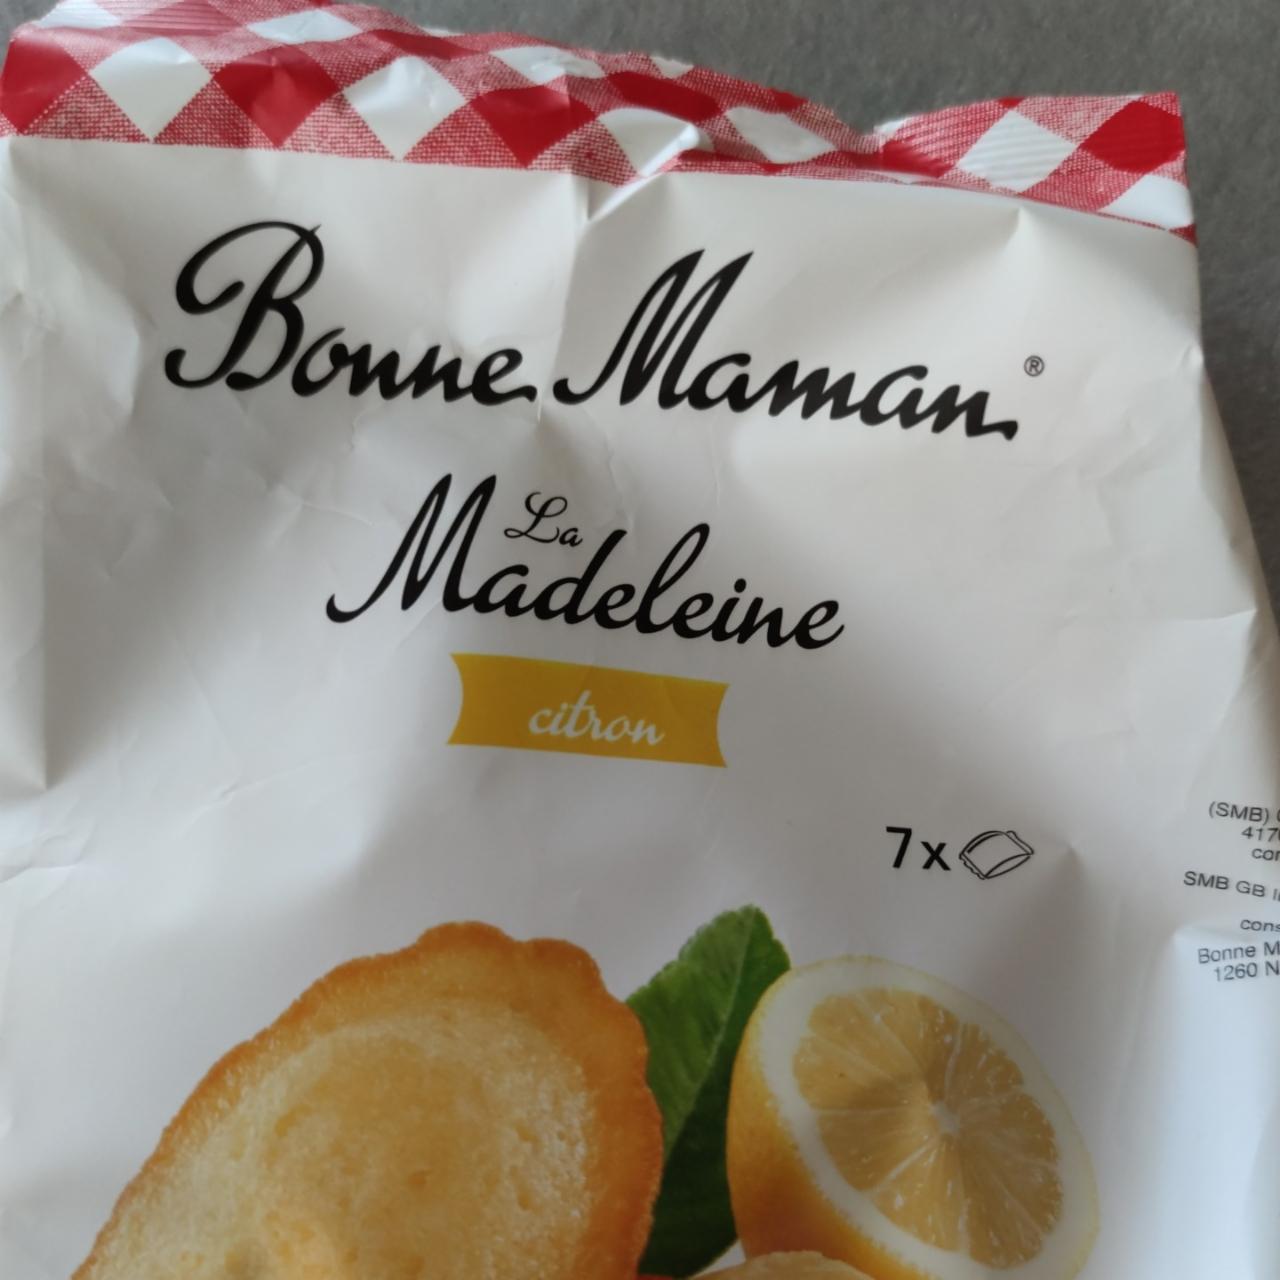 Bonne Maman®
La
Madeleine
citron
7x
(SMB)
SMB GB
Bonne
1260